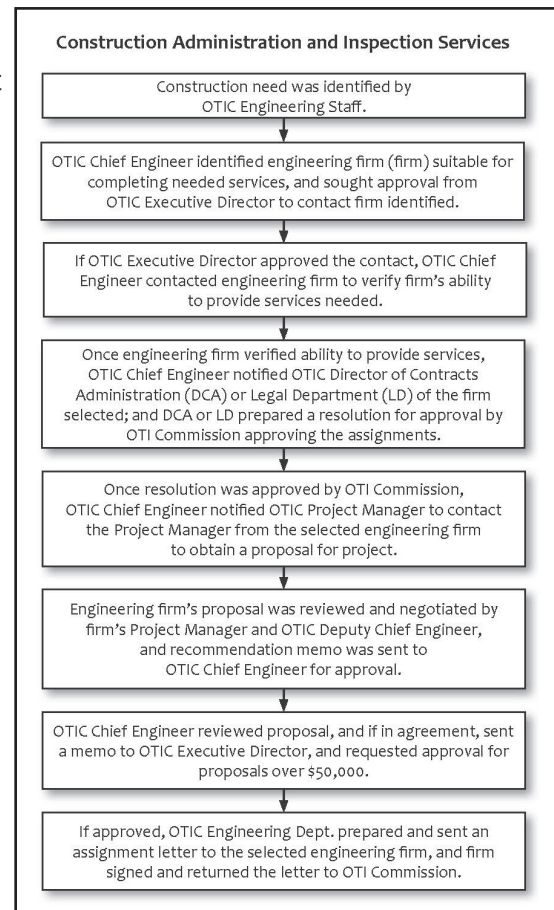 Construction Administration and Inspection Services
Construction need was identified by
OTIC Engineering Staff.
OTIC Chief Engineer identified engineering firm (firm) suitable for
completing needed services, and sought approval from
OTIC Executive Director to contact firm identified.
If OTIC Executive Director approved the contact, OTIC Chief
Engineer contacted engineering firm to verify firm's ability
to provide services needed.
Once engineering firm verified ability to provide services,
OTIC Chief Engineer notified OTIC Director of Contracts
Administration (DCA) or Legal Department (LD) of the firm
selected; and DCA or LD prepared a resolution for approval by
OTI Commission approving the assignments.
Once resolution was approved by OTI Commission,
OTIC Chief Engineer notified OTIC Project Manager to contact
the Project Manager from the selected engineering firm
to obtain a proposal for project.
Engineering firm's proposal was reviewed and negotiated by
firm's Project Manager and OTIC Deputy Chief Engineer,
and recommendation memo was sent to
OTIC Chief Engineer for approval.
OTIC Chief Engineer reviewed proposal, and if in agreement, sent
a memo to OTIC Executive Director, and requested approval for
proposals over $50,000.
If approved, OTIC Engineering Dept. prepared and sent an
assignment letter to the selected engineering firm, and firm
signed and returned the letter to OTI Commission.